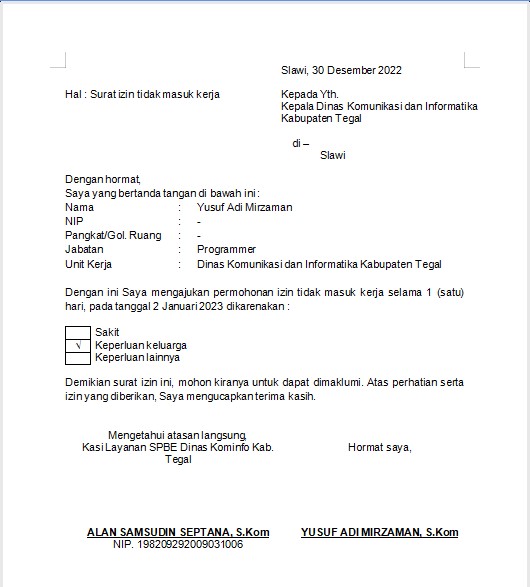 Slawi, 30 Desember 2022
Hal : Surat izin tidak masuk kerja
Kepada Yth.
Kepala Dinas Komunikasi dan Informatika
Kabupaten Tegal
di –
Slawi
Dengan hormat,
Saya yang bertanda tangan di bawah ini :
Nama : Yusuf Adi Mirzaman
NIP : -
Pangkat/Gol. Ruang : -
Jabatan : Programmer
Unit Kerja : Dinas Komunikasi dan Informatika Kabupaten Tegal
Dengan ini Saya mengajukan permohonan izin tidak masuk kerja selama 1 (satu)
hari, pada tanggal 2 Januari 2023 dikarenakan :
Sakit
√ Keperluan keluarga
Keperluan lainnya
Demikian surat izin ini, mohon kiranya untuk dapat dimaklumi. Atas perhatian serta
izin yang diberikan, Saya mengucapkan terima kasih.
Mengetahui atasan langsung,
Kasi Layanan SPBE Dinas Kominfo Kab.
Tegal
Hormat saya,
ALAN SAMSUDIN SEPTANA, S.Kom
NIP. 198209292009031006
YUSUF ADI MIRZAMAN, S.Kom